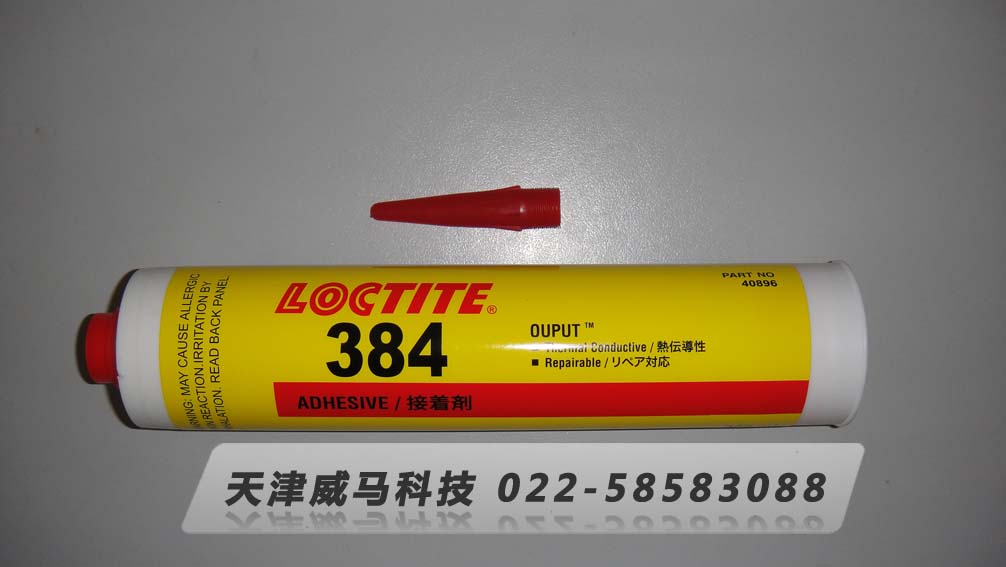 LOCTITE®
384
OUPUT ™
■ Thermal Conductive / 熱伝導性
■ Repairable / リペア対応
PART NO
40896
ADHESIVE / 接着剤
WARNING: MAY CAUSE ALLERGIC
SKIN REACTION.IRRITATION BY
INHALATION. READ BACK PANEL.
天津威马科技 022-58583088